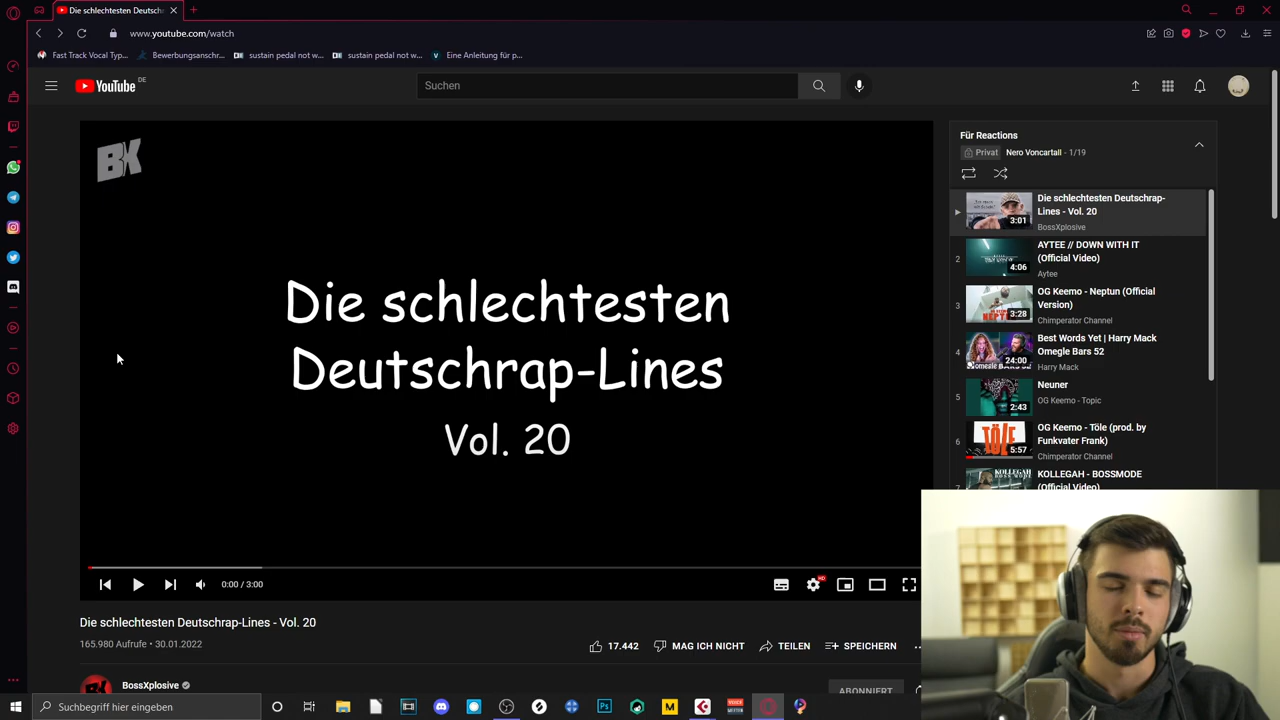 Die schlechtesten Deutsch
www.youtube.com/watch
Fast Track Vocal Typ...
Bewerbungsanschr...
DE sustain pedal not w...
DE sustain pedal not w...
V Eine Anleitung für p...
YouTube DE
Suchen
BK
Die schlechtesten
Deutschrap-Lines
Vol. 20
0:00 / 3:00
HD
Für Reactions
Privat Nero Voncartall - 1/19
3:01
Die schlechtesten Deutschrap-
Lines - Vol. 20
BossXplosive
2
4:06
AYTEE // DOWN WITH IT
(Official Video)
Aytee
3
3:28
OG Keemo - Neptun (Official
Version)
Chimperator Channel
4
24:00
Best Words Yet | Harry Mack
Omegle Bars 52
Harry Mack
5
2:43
Neuner
OG Keemo - Topic
6
TÖLE
5:57
OG Keemo - Töle (prod. by
Funkvater Frank)
Chimperator Channel
KOLLEGAH - BOSSMODE
(Official Video)
Die schlechtesten Deutschrap-Lines - Vol. 20
165.980 Aufrufe • 30.01.2022
17.442
MAG ICH NICHT
TEILEN
SPEICHERN
BossXplosive
ABONNIERT
Suchbegriff hier eingeben